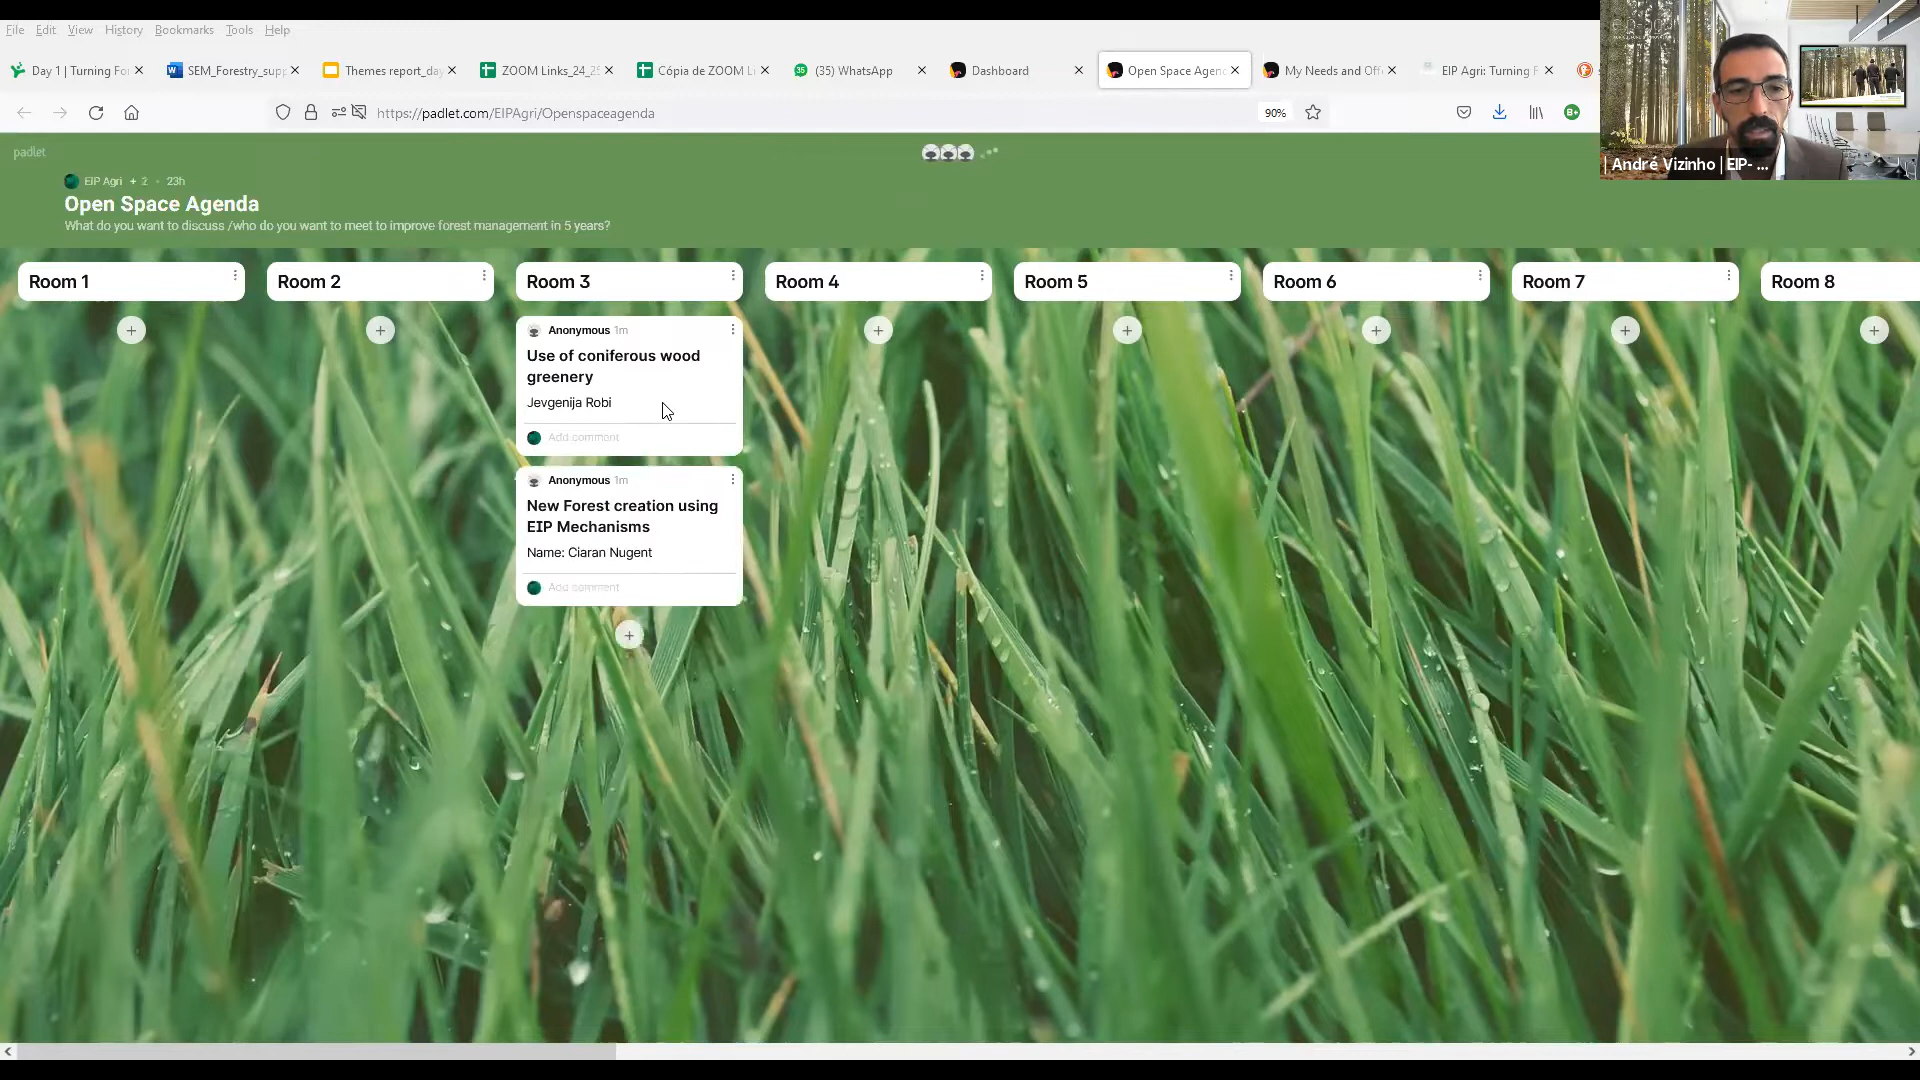 File Edit View History Bookmarks Tools Help
Day 1 | Turning For
SEM_Forestry_supp
Themes report_day
ZOOM Links_24_25
Cópia de ZOOM Li
(35) WhatsApp
Dashboard
Open Space Agend
My Needs and Offe
EIP Agri: Turning F
https://padlet.com/EIPAgri/Openspaceagenda
90%
padlet
EIP Agri + 2 · 23h
Open Space Agenda
What do you want to discuss /who do you want to meet to improve forest management in 5 years?
| André Vizinho | EIP- ...
Room 1
Room 2
Room 3
Room 4
Room 5
Room 6
Room 7
Room 8
Anonymous 1m
Use of coniferous wood
greenery
Jevgenija Robi
Add comment
Anonymous 1m
New Forest creation using
EIP Mechanisms
Name: Ciaran Nugent
Add comment